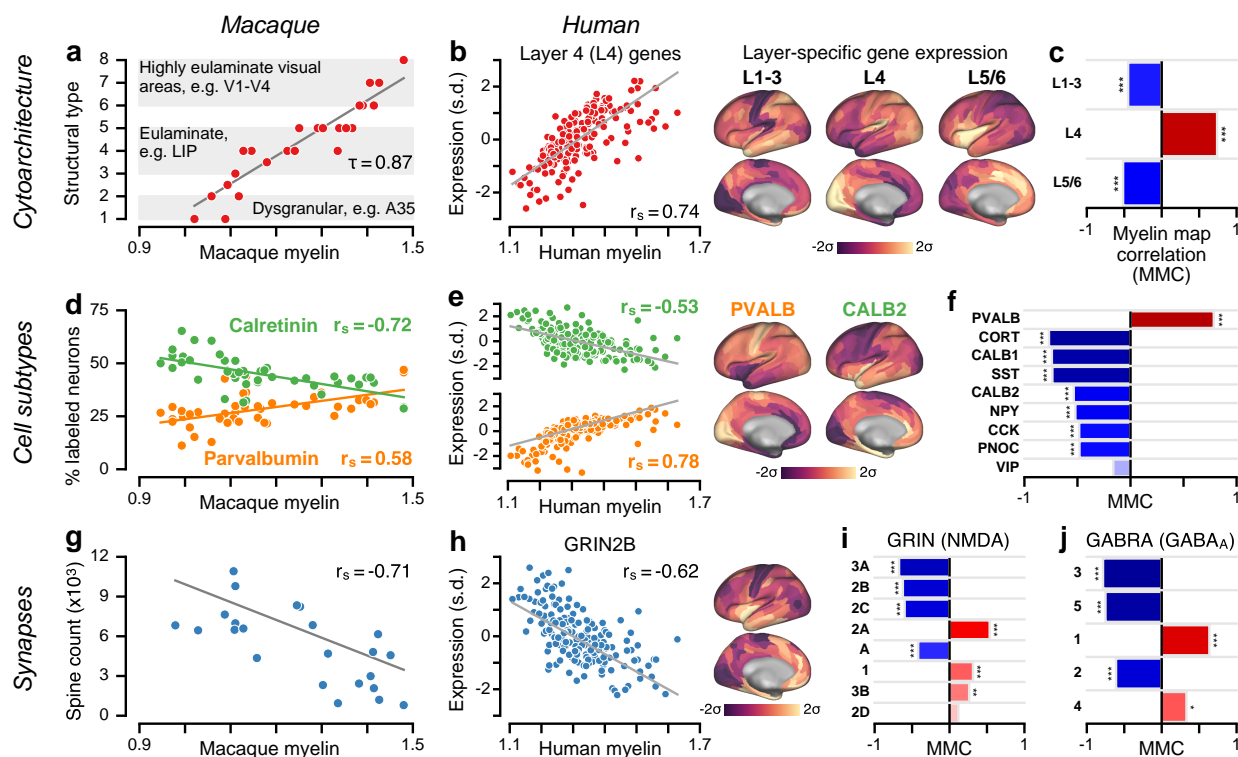 Macaque
Human
Cytoarchitecture
Cell subtypes
Synapses
a
Structural type
8
7
6
5
4
3
2
1
Highly eulaminate visual
areas, e.g. V1-V4
Eulaminate,
e.g. LIP
τ = 0.87
Dysgranular, e.g. A35
0.9
1.5
Macaque myelin
b
Layer 4 (L4) genes
Expression (s.d.)
2
0
-2
r_s = 0.74
1.1
1.7
Human myelin
Layer-specific gene expression
L1-3
L4
L5/6
-2σ
2σ
c
L1-3
***
L4
***
L5/6
***
-1
1
Myelin map
correlation
(MMC)
d
% labeled neurons
75
50
25
0
Calretinin
r_s = -0.72
Parvalbumin
r_s = 0.58
0.9
1.5
Macaque myelin
e
Expression (s.d.)
2
0
-2
r_s = -0.53
2
0
-2
r_s = 0.78
1.1
1.7
Human myelin
PVALB
CALB2
-2σ
2σ
f
PVALB
***
CORT
***
CALB1
***
SST
***
CALB2
***
NPY
***
CCK
***
PNOC
***
VIP
-1
1
MMC
g
Spine count (x10³)
12
9
6
3
0
r_s = -0.71
0.9
1.5
Macaque myelin
h
GRIN2B
Expression (s.d.)
2
0
-2
r_s = -0.62
1.1
1.7
Human myelin
-2σ
2σ
i
GRIN (NMDA)
3A
***
2B
***
2C
***
2A
***
A
***
1
***
3B
**
2D
-1
1
MMC
j
GABRA (GABA_A)
3
***
5
***
1
***
2
***
4
*
-1
1
MMC